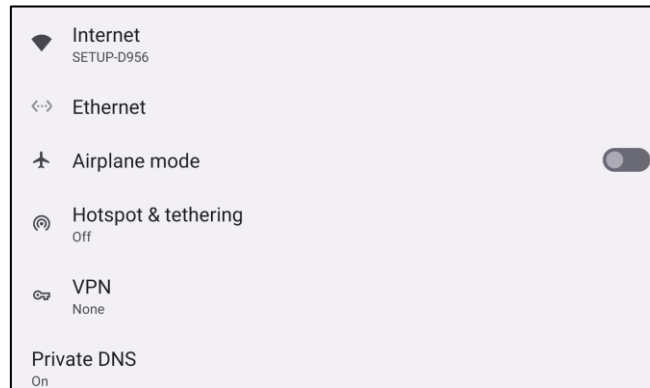 Internet
SETUP-D956
Ethernet
Airplane mode
Hotspot & tethering
Off
VPN
None
Private DNS
On